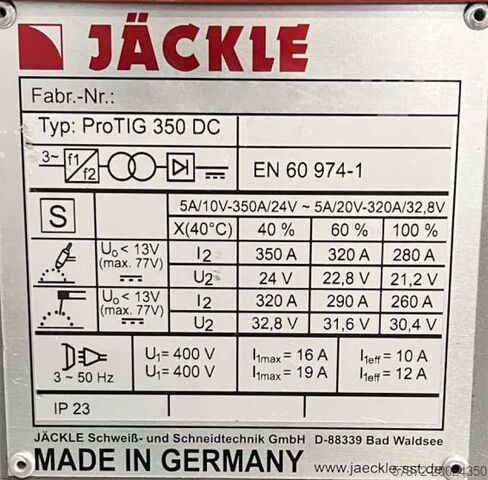 JÄCKLE
Fabr.-Nr.:
Typ: ProTIG 350 DC
3~ f1 f2 EN 60 974-1
S 5A/10V-350A/24V ~ 5A/20V-320A/32,8V
X(40°C) 40 % 60 % 100 %
U₀ < 13V (max. 77V) I2 350 A 320 A 280 A
U2 24 V 22,8 V 21,2 V
U₀ < 13V (max. 77V) I2 320 A 290 A 260 A
U2 32,8 V 31,6 V 30,4 V
U1 = 400 V I1max = 16 A I1eff = 10 A
3 ~ 50 Hz U1 = 400 V I1max = 19 A I1eff = 12 A
IP 23
JÄCKLE Schweiß- und Schneidtechnik GmbH D-88339 Bad Waldsee
MADE IN GERMANY www.jaeckle-sst.de